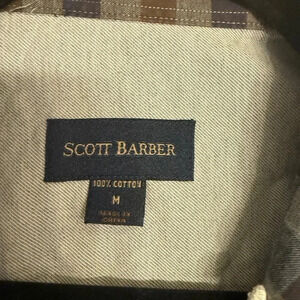 SCOTT BARBER
100% COTTON
M
MADE IN
CHINA